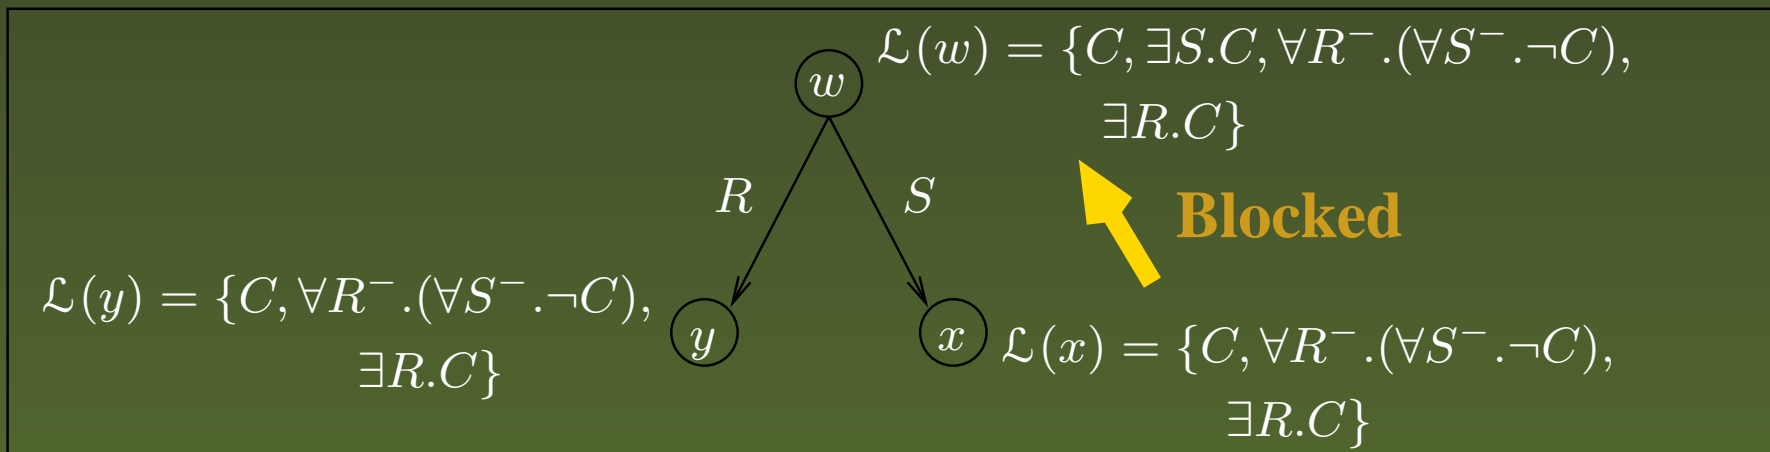 ℒ(w) = {C, ∃S.C, ∀R⁻.(∀S⁻.¬C),
∃R.C}
w
R
S
Blocked
ℒ(y) = {C, ∀R⁻.(∀S⁻.¬C),
∃R.C}
y
x
ℒ(x) = {C, ∀R⁻.(∀S⁻.¬C),
∃R.C}